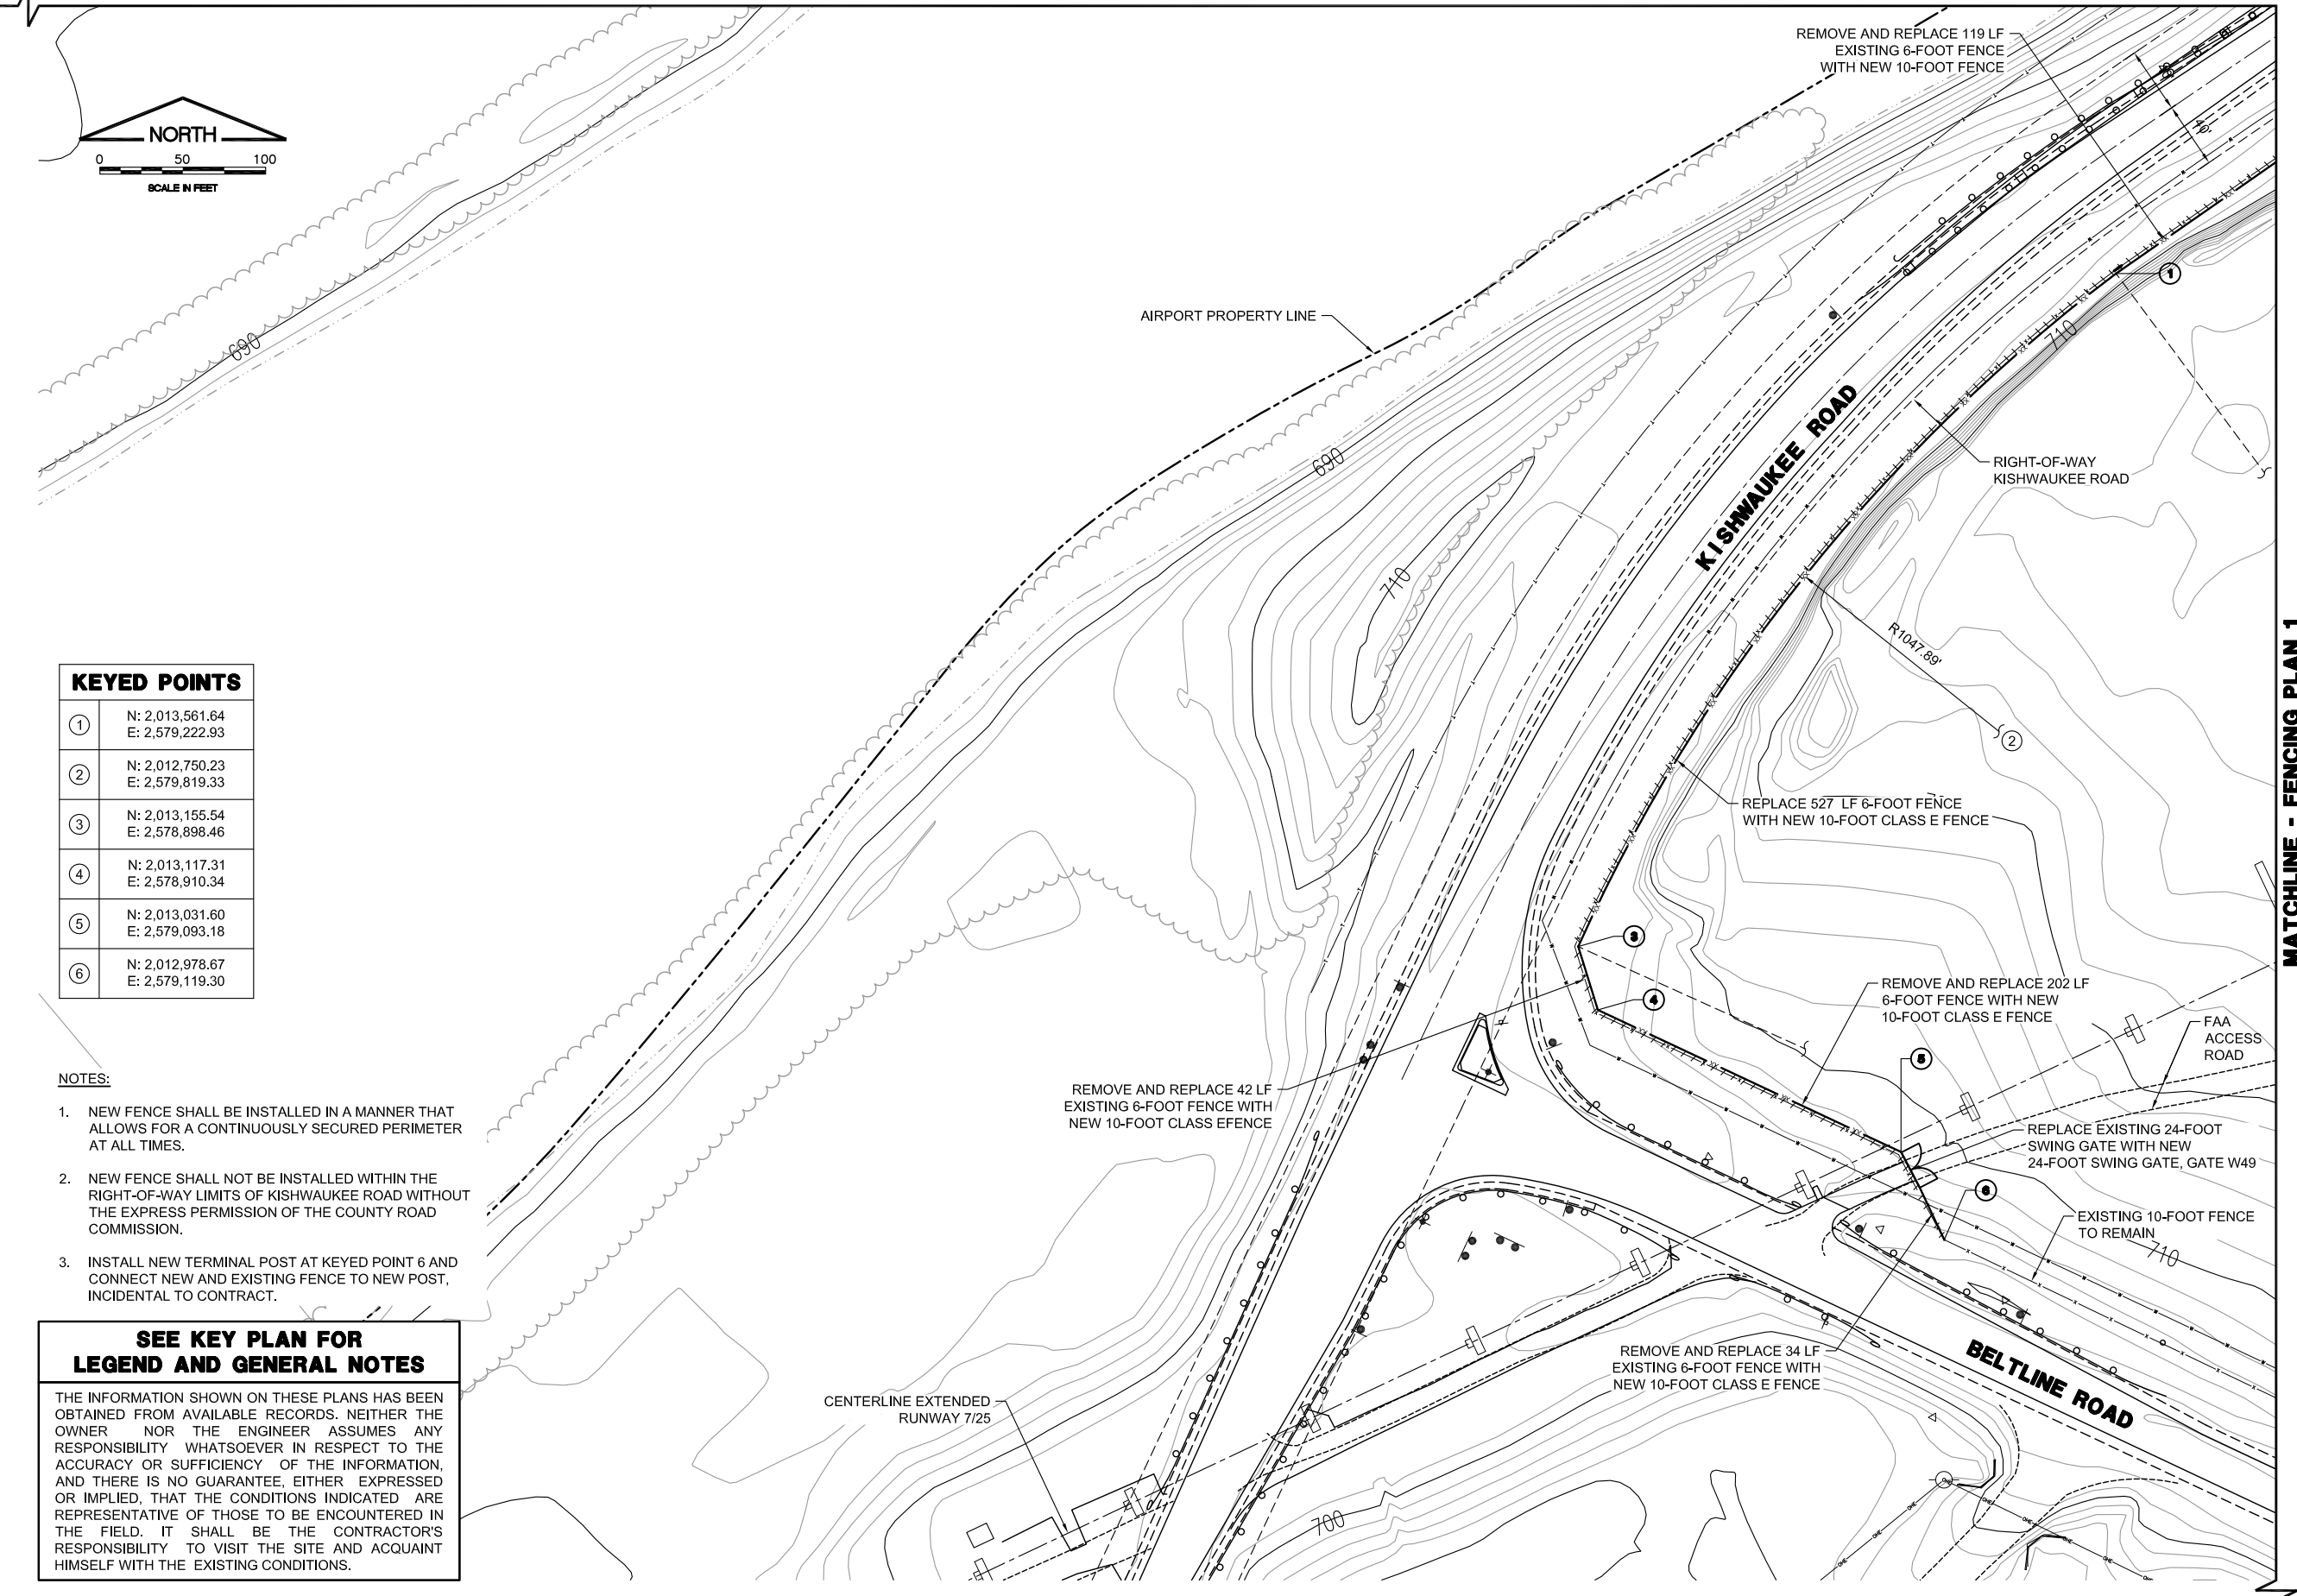 REMOVE AND REPLACE 119 LF
EXISTING 6-FOOT FENCE
WITH NEW 10-FOOT FENCE
NORTH
0 50 100
SCALE IN FEET
40'
1
AIRPORT PROPERTY LINE
690
710
690
KISHWAUKEE ROAD
RIGHT-OF-WAY
KISHWAUKEE ROAD
710
R1047.89'
2
MATCHLINE - FENCING PLAN 1
KEYED POINTS
1 N: 2,013,561.64
E: 2,579,222.93
2 N: 2,012,750.23
E: 2,579,819.33
3 N: 2,013,155.54
E: 2,578,898.46
4 N: 2,013,117.31
E: 2,578,910.34
5 N: 2,013,031.60
E: 2,579,093.18
6 N: 2,012,978.67
E: 2,579,119.30
REPLACE 527 LF 6-FOOT FENCE
WITH NEW 10-FOOT CLASS E FENCE
3
4
REMOVE AND REPLACE 202 LF
6-FOOT FENCE WITH NEW
10-FOOT CLASS E FENCE
FAA
ACCESS
ROAD
5
REMOVE AND REPLACE 42 LF
EXISTING 6-FOOT FENCE WITH
NEW 10-FOOT CLASS EFENCE
REPLACE EXISTING 24-FOOT
SWING GATE WITH NEW
24-FOOT SWING GATE, GATE W49
6
EXISTING 10-FOOT FENCE
TO REMAIN
710
NOTES:
1. NEW FENCE SHALL BE INSTALLED IN A MANNER THAT
ALLOWS FOR A CONTINUOUSLY SECURED PERIMETER
AT ALL TIMES.
2. NEW FENCE SHALL NOT BE INSTALLED WITHIN THE
RIGHT-OF-WAY LIMITS OF KISHWAUKEE ROAD WITHOUT
THE EXPRESS PERMISSION OF THE COUNTY ROAD
COMMISSION.
3. INSTALL NEW TERMINAL POST AT KEYED POINT 6 AND
CONNECT NEW AND EXISTING FENCE TO NEW POST,
INCIDENTAL TO CONTRACT.
REMOVE AND REPLACE 34 LF
EXISTING 6-FOOT FENCE WITH
NEW 10-FOOT CLASS E FENCE
BELTLINE ROAD
CENTERLINE EXTENDED
RUNWAY 7/25
700
SEE KEY PLAN FOR
LEGEND AND GENERAL NOTES
THE INFORMATION SHOWN ON THESE PLANS HAS BEEN
OBTAINED FROM AVAILABLE RECORDS. NEITHER THE
OWNER NOR THE ENGINEER ASSUMES ANY
RESPONSIBILITY WHATSOEVER IN RESPECT TO THE
ACCURACY OR SUFFICIENCY OF THE INFORMATION,
AND THERE IS NO GUARANTEE, EITHER EXPRESSED
OR IMPLIED, THAT THE CONDITIONS INDICATED ARE
REPRESENTATIVE OF THOSE TO BE ENCOUNTERED IN
THE FIELD. IT SHALL BE THE CONTRACTOR'S
RESPONSIBILITY TO VISIT THE SITE AND ACQUAINT
HIMSELF WITH THE EXISTING CONDITIONS.